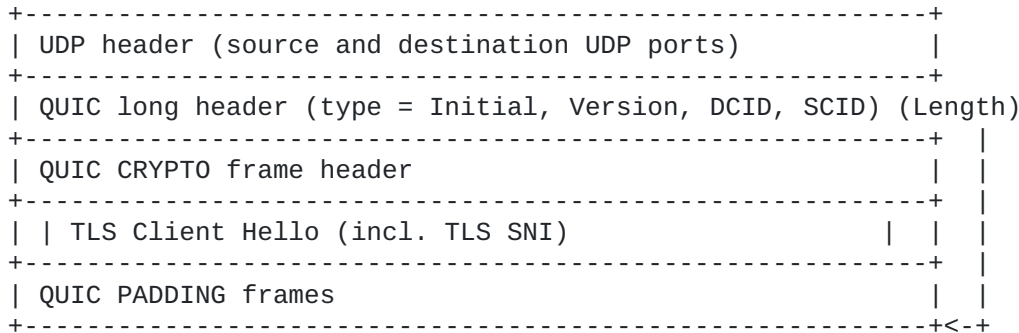 +----------------------------------------------------------+
| UDP header (source and destination UDP ports)            |
+----------------------------------------------------------+
| QUIC long header (type = Initial, Version, DCID, SCID) (Length)
+----------------------------------------------------------+  |
| QUIC CRYPTO frame header                                 |  |
+----------------------------------------------------------+  |
| | TLS Client Hello (incl. TLS SNI)                    |  |  |
+----------------------------------------------------------+  |
| QUIC PADDING frames                                      |  |
+----------------------------------------------------------+<-+